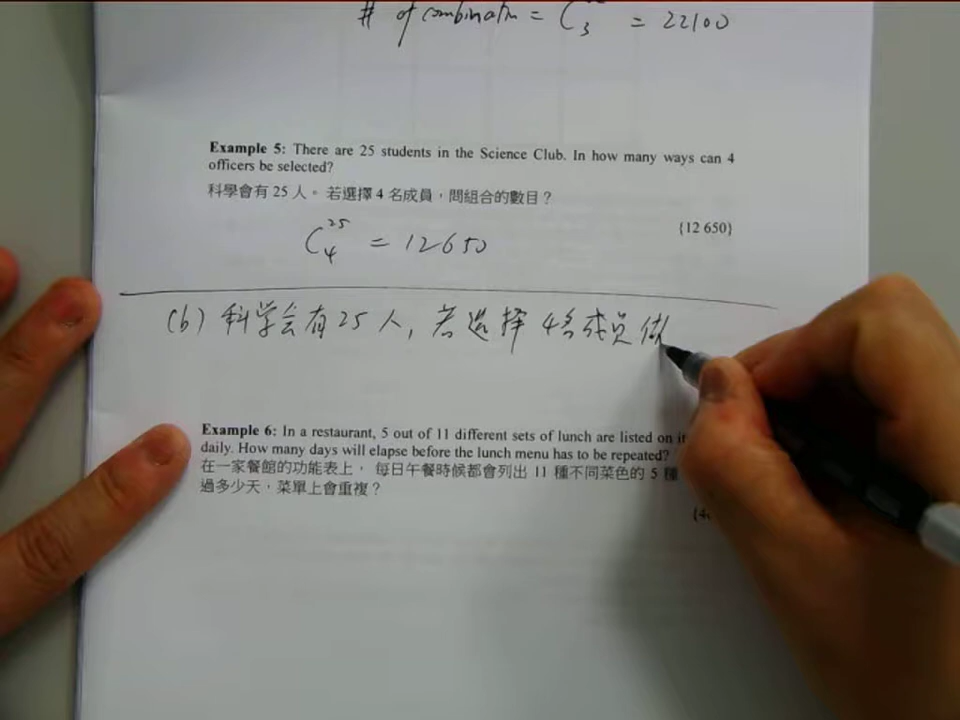 # of combinatn = C 3 = 22100
Example 5: There are 25 students in the Science Club. In how many ways can 4
officers be selected?
科學會有 25 人。若選擇 4 名成員，問組合的數目？
{12 650}
C 25 4 = 12650
(b) 科学会有25人, 若选择 4名成员做
Example 6: In a restaurant, 5 out of 11 different sets of lunch are listed on it
daily. How many days will elapse before the lunch menu has to be repeated?
在一家餐館的功能表上， 每日午餐時候都會列出 11 種不同菜色的 5 種
過多少天，菜單上會重複？